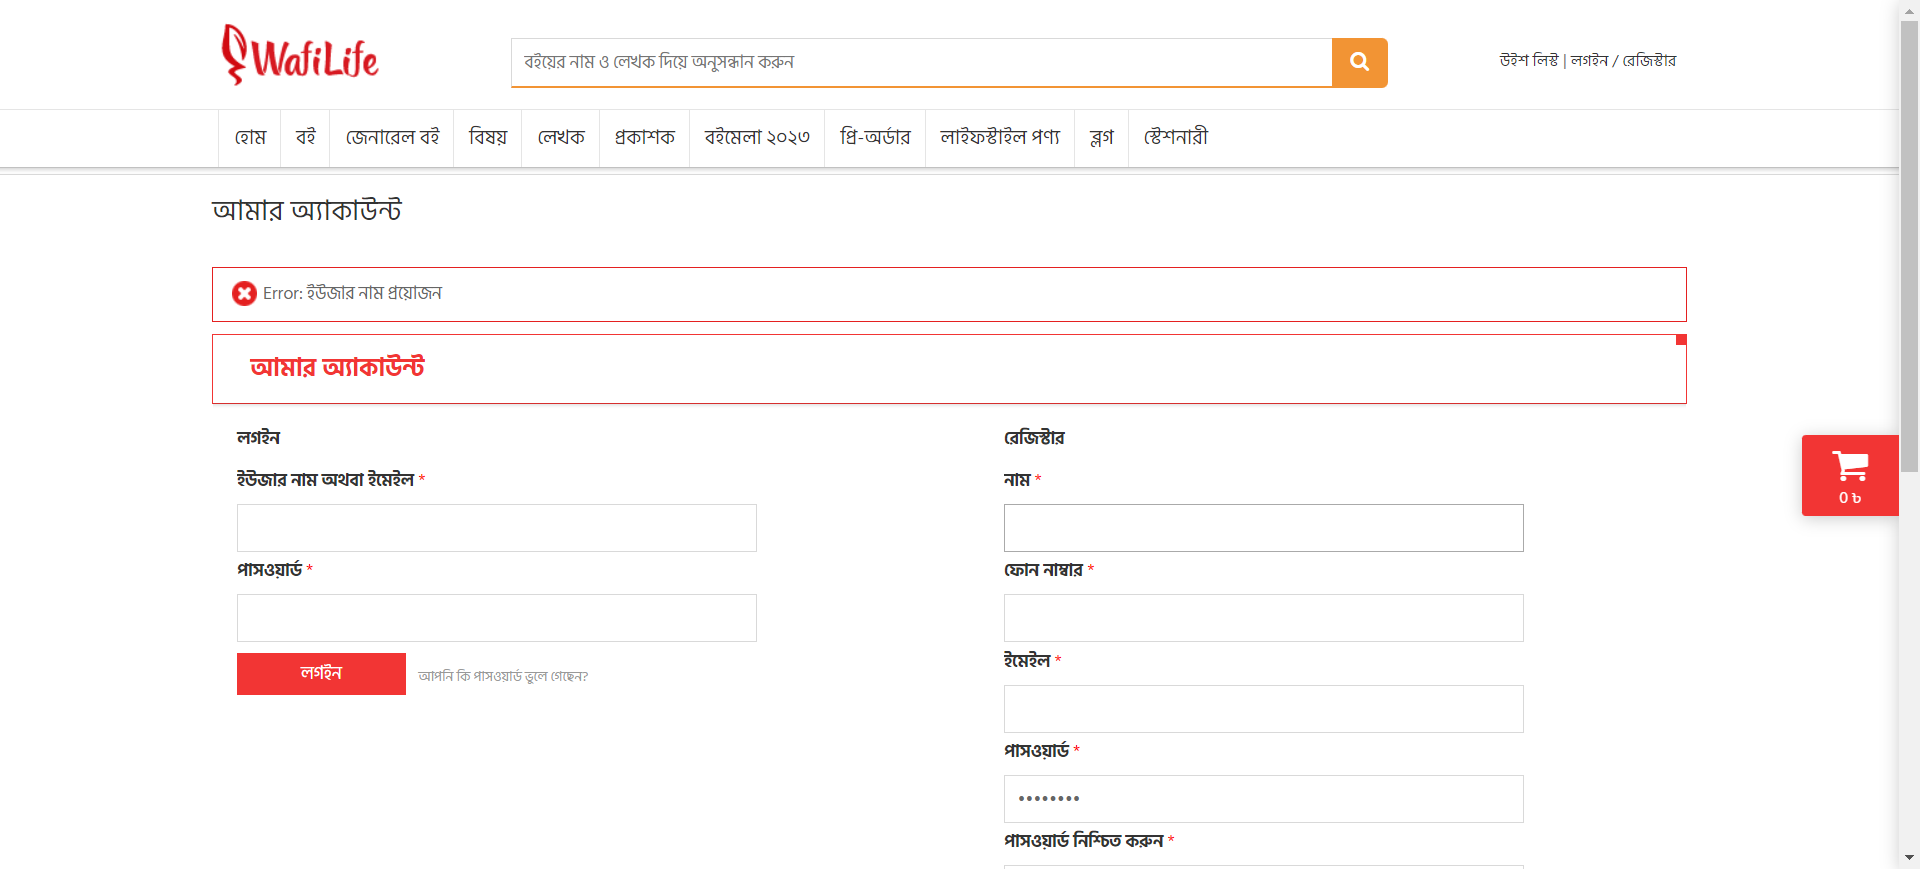 WafiLife
বইয়ের নাম ও লেখক দিয়ে অনুসন্ধান করুন
উইশ লিস্ট | লগইন / রেজিস্টার
হোম বই জেনারেল বই বিষয় লেখক প্রকাশক বইমেলা ২০২৩ প্রি-অর্ডার লাইফস্টাইল পণ্য ব্লগ স্টেশনারী
আমার অ্যাকাউন্ট
Error: ইউজার নাম প্রয়োজন
আমার অ্যাকাউন্ট
লগইন
ইউজার নাম অথবা ইমেইল *
পাসওয়ার্ড *
লগইন আপনি কি পাসওয়ার্ড ভুলে গেছেন?
রেজিস্টার
নাম *
ফোন নাম্বার *
ইমেইল *
পাসওয়ার্ড *
••••••••
পাসওয়ার্ড নিশ্চিত করুন *
0 ৳